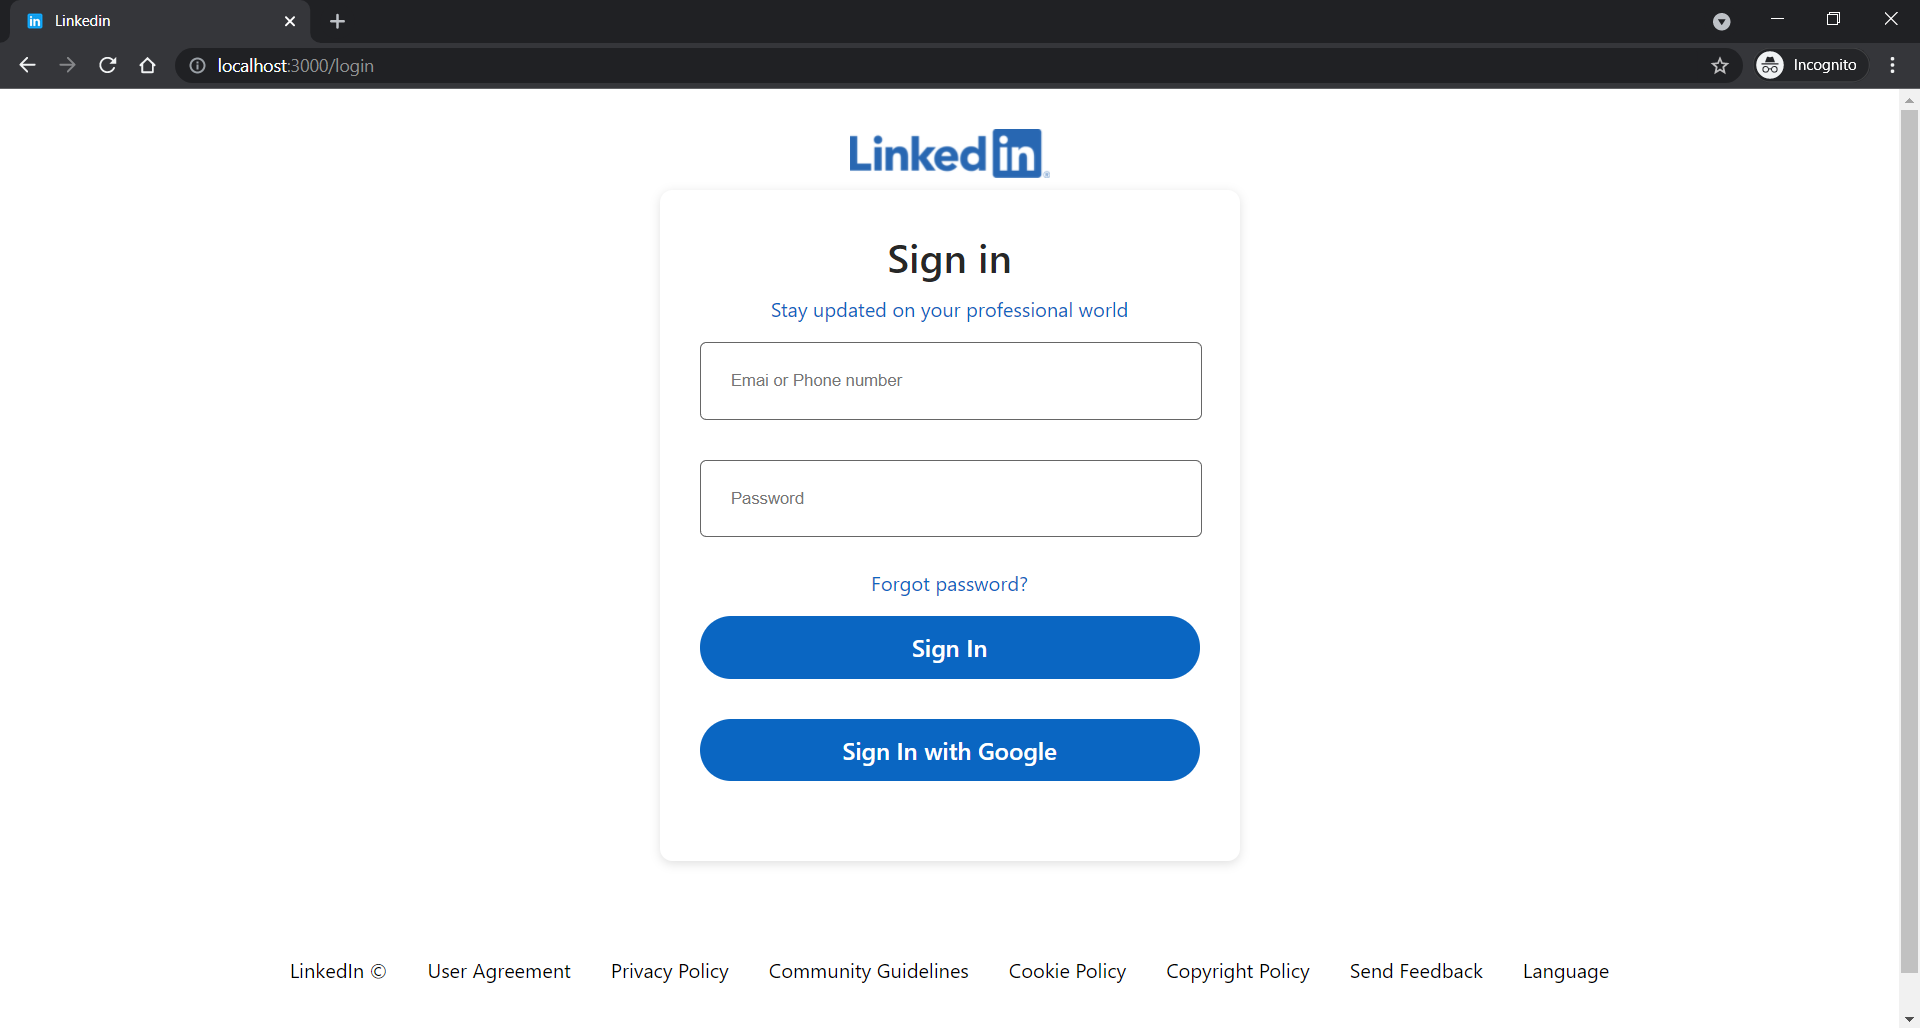 Linkedin
localhost:3000/login
Incognito
Linkedin
Sign in
Stay updated on your professional world
Emai or Phone number
Password
Forgot password?
Sign In
Sign In with Google
LinkedIn © User Agreement Privacy Policy Community Guidelines Cookie Policy Copyright Policy Send Feedback Language